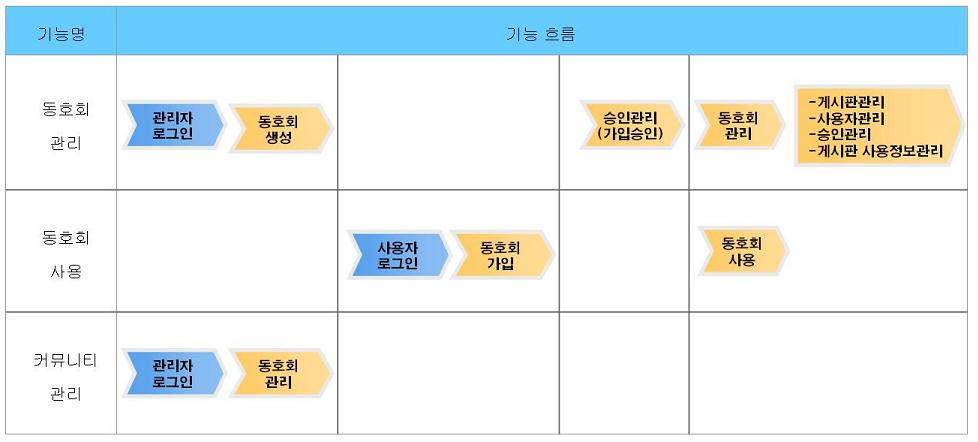 기능명
기능 흐름
동호회
관리
관리자
로그인
동호회
생성
승인관리
(가입승인)
동호회
관리
-게시판관리
-사용자관리
-승인관리
-게시판 사용정보관리
동호회
사용
사용자
로그인
동호회
가입
동호회
사용
커뮤니티
관리
관리자
로그인
동호회
관리